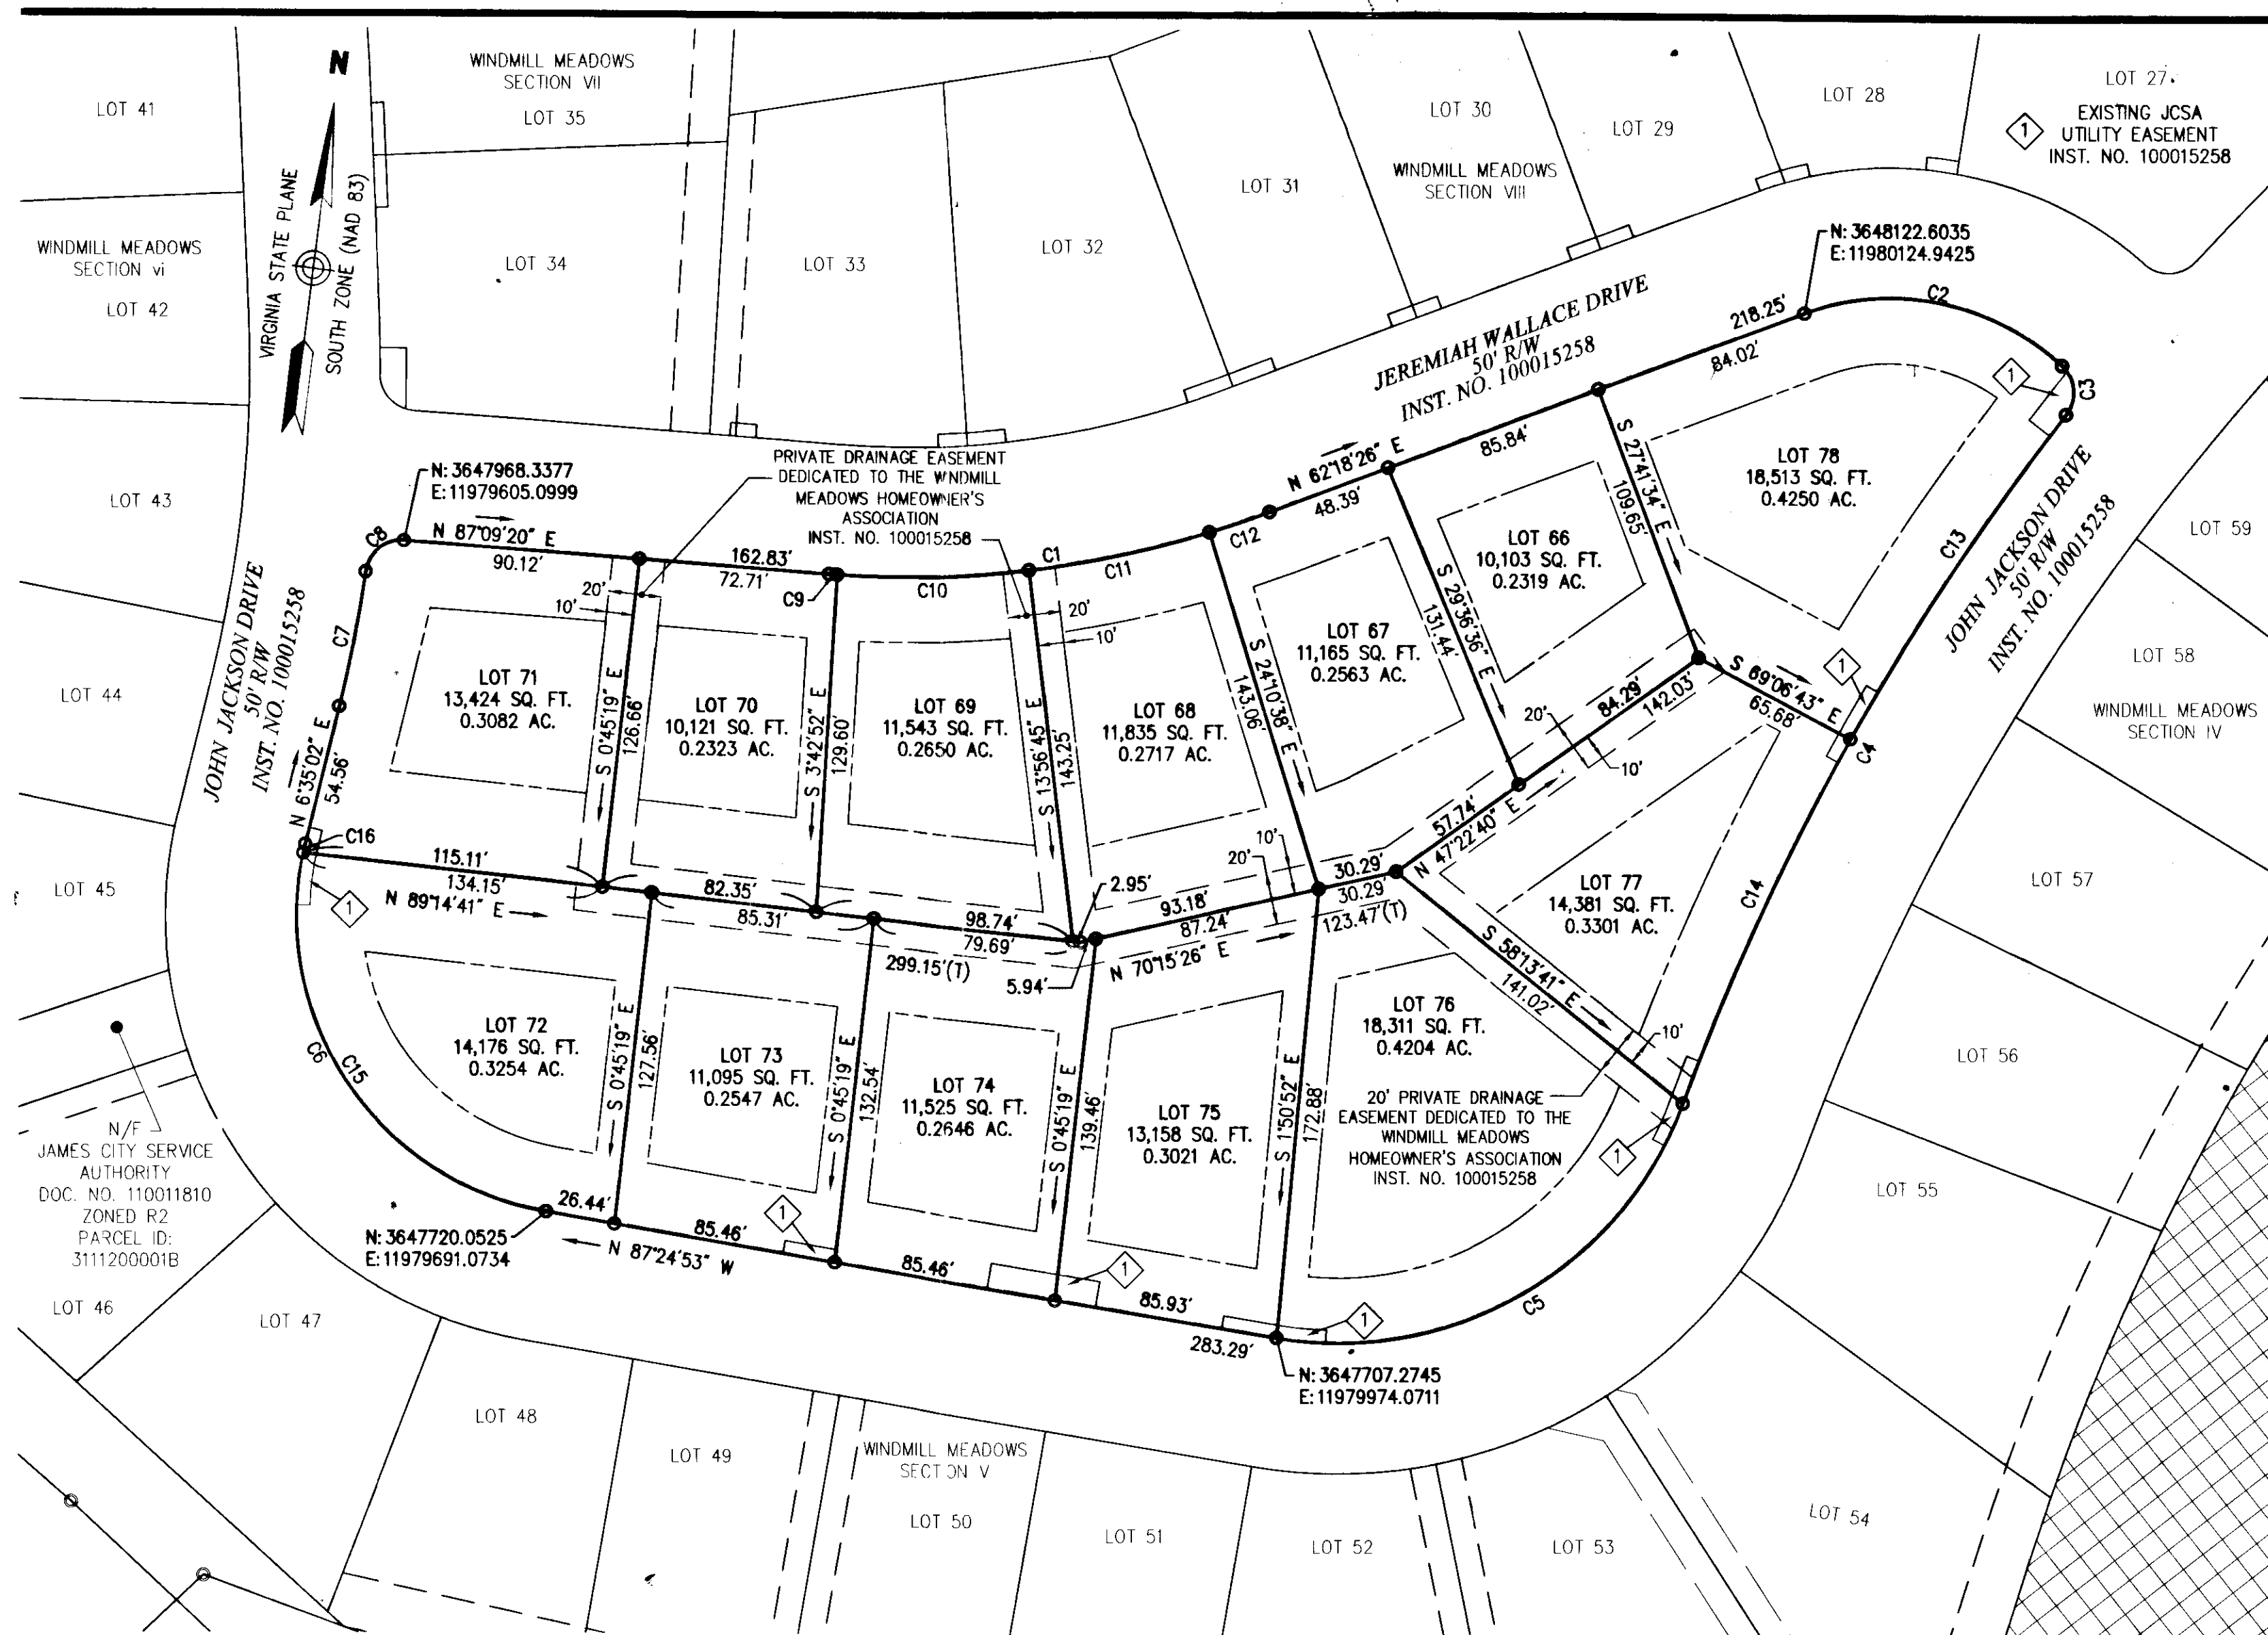 N
VIRGINIA STATE PLANE
SOUTH ZONE (NAD 83)
LOT 41
WINDMILL MEADOWS
SECTION vi
LOT 42
LOT 43
LOT 44
LOT 45
WINDMILL MEADOWS
SECTION VII
LOT 35
LOT 34
LOT 33
LOT 32
LOT 31
LOT 30
WINDMILL MEADOWS
SECTION VIII
LOT 29
LOT 28
LOT 27
1
EXISTING JCSA
UTILITY EASEMENT
INST. NO. 100015258
N: 3648122.6035
E: 11980124.9425
JEREMIAH WALLACE DRIVE
50' R/W
INST. NO. 100015258
218.25'
84.02'
C2
C3
1
N: 3647968.3377
E: 11979605.0999
PRIVATE DRAINAGE EASEMENT
DEDICATED TO THE WINDMILL
MEADOWS HOMEOWNER'S
ASSOCIATION
INST. NO. 100015258
C8
N 87°09'20" E
90.12'
162.83'
72.71'
C9
C10
C1
C11
C12
N 62°18'26" E
48.39'
85.84'
20'
10'
20'
10'
JOHN JACKSON DRIVE
50' R/W
INST. NO. 100015258
C7
N 6°35'02" E
54.56'
C16
LOT 71
13,424 SQ. FT.
0.3082 AC.
S 0°45'19" E
126.66'
LOT 70
10,121 SQ. FT.
0.2323 AC.
S 3°42'52" E
129.60'
LOT 69
11,543 SQ. FT.
0.2650 AC.
S 13°56'45" E
143.25'
LOT 68
11,835 SQ. FT.
0.2717 AC.
S 24°10'38" E
143.06'
LOT 67
11,165 SQ. FT.
0.2563 AC.
S 29°36'36" E
131.44'
LOT 66
10,103 SQ. FT.
0.2319 AC.
S 27°41'34" E
109.65'
LOT 78
18,513 SQ. FT.
0.4250 AC.
C13
JOHN JACKSON DRIVE
50' R/W
INST. NO. 100015258
LOT 59
LOT 58
WINDMILL MEADOWS
SECTION IV
LOT 57
LOT 56
LOT 55
LOT 54
S 69°06'43" E
65.68'
1
C4
84.29'
142.03'
20'
10'
57.74'
N 47°22'40" E
115.11'
134.15'
N 89°14'41" E
1
82.35'
85.31'
98.74'
79.69'
299.15'(T)
2.95'
5.94'
93.18'
87.24'
N 70°15'26" E
10'
20'
30.29'
30.29'
123.47'(T)
LOT 77
14,381 SQ. FT.
0.3301 AC.
C14
S 58°13'41" E
141.02'
10'
LOT 72
14,176 SQ. FT.
0.3254 AC.
C6
C15
S 0°45'19" E
127.56'
LOT 73
11,095 SQ. FT.
0.2547 AC.
S 0°45'19" E
132.54'
LOT 74
11,525 SQ. FT.
0.2646 AC.
S 0°45'19" E
139.46'
LOT 75
13,158 SQ. FT.
0.3021 AC.
S 1°50'52" E
172.88'
LOT 76
18,311 SQ. FT.
0.4204 AC.
20' PRIVATE DRAINAGE
EASEMENT DEDICATED TO THE
WINDMILL MEADOWS
HOMEOWNER'S ASSOCIATION
INST. NO. 100015258
1
C5
N/F
JAMES CITY SERVICE
AUTHORITY
DOC. NO. 110011810
ZONED R2
PARCEL ID:
3111200001B
N: 3647720.0525
E: 11979691.0734
26.44'
85.46'
N 87°24'53" W
1
85.46'
1
85.93'
1
283.29'
N: 3647707.2745
E: 11979974.0711
LOT 46
LOT 47
LOT 48
LOT 49
WINDMILL MEADOWS
SECTION V
LOT 50
LOT 51
LOT 52
LOT 53